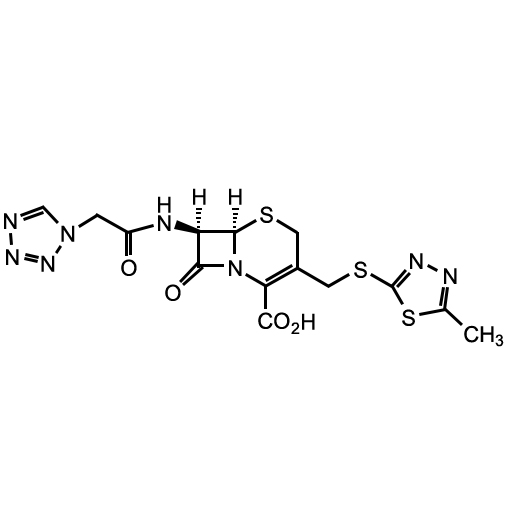 H H H
N S
N N
N N O
O N S N N
CO₂H S CH₃